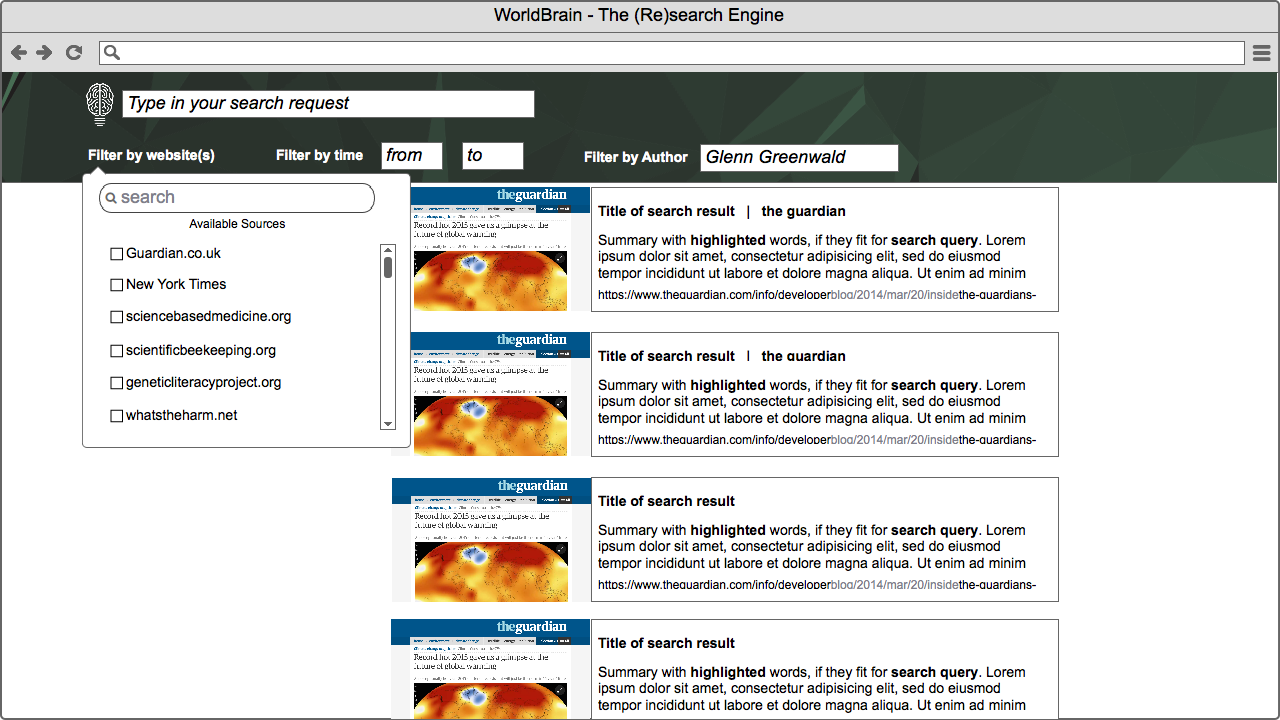 WorldBrain - The (Re)search Engine
Type in your search request
Filter by website(s) Filter by time from to Filter by Author Glenn Greenwald
search
Available Sources
Guardian.co.uk
New York Times
sciencebasedmedicine.org
scientificbeekeeping.org
geneticliteracyproject.org
whatstheharm.net
theguardian
Record hot 2015 gives us a glimpse at the
future of global warming
Title of search result | the guardian
Summary with highlighted words, if they fit for search query. Lorem
ipsum dolor sit amet, consectetur adipisicing elit, sed do eiusmod
tempor incididunt ut labore et dolore magna aliqua. Ut enim ad minim
https://www.theguardian.com/info/developerblog/2014/mar/20/insidethe-guardians-
theguardian
Record hot 2015 gives us a glimpse at the
future of global warming
Title of search result | the guardian
Summary with highlighted words, if they fit for search query. Lorem
ipsum dolor sit amet, consectetur adipisicing elit, sed do eiusmod
tempor incididunt ut labore et dolore magna aliqua. Ut enim ad minim
https://www.theguardian.com/info/developerblog/2014/mar/20/insidethe-guardians-
theguardian
Record hot 2015 gives us a glimpse at the
future of global warming
Title of search result
Summary with highlighted words, if they fit for search query. Lorem
ipsum dolor sit amet, consectetur adipisicing elit, sed do eiusmod
tempor incididunt ut labore et dolore magna aliqua. Ut enim ad minim
https://www.theguardian.com/info/developerblog/2014/mar/20/insidethe-guardians-
theguardian
Record hot 2015 gives us a glimpse at the
future of global warming
Title of search result
Summary with highlighted words, if they fit for search query. Lorem
ipsum dolor sit amet, consectetur adipisicing elit, sed do eiusmod
tempor incididunt ut labore et dolore magna aliqua. Ut enim ad minim